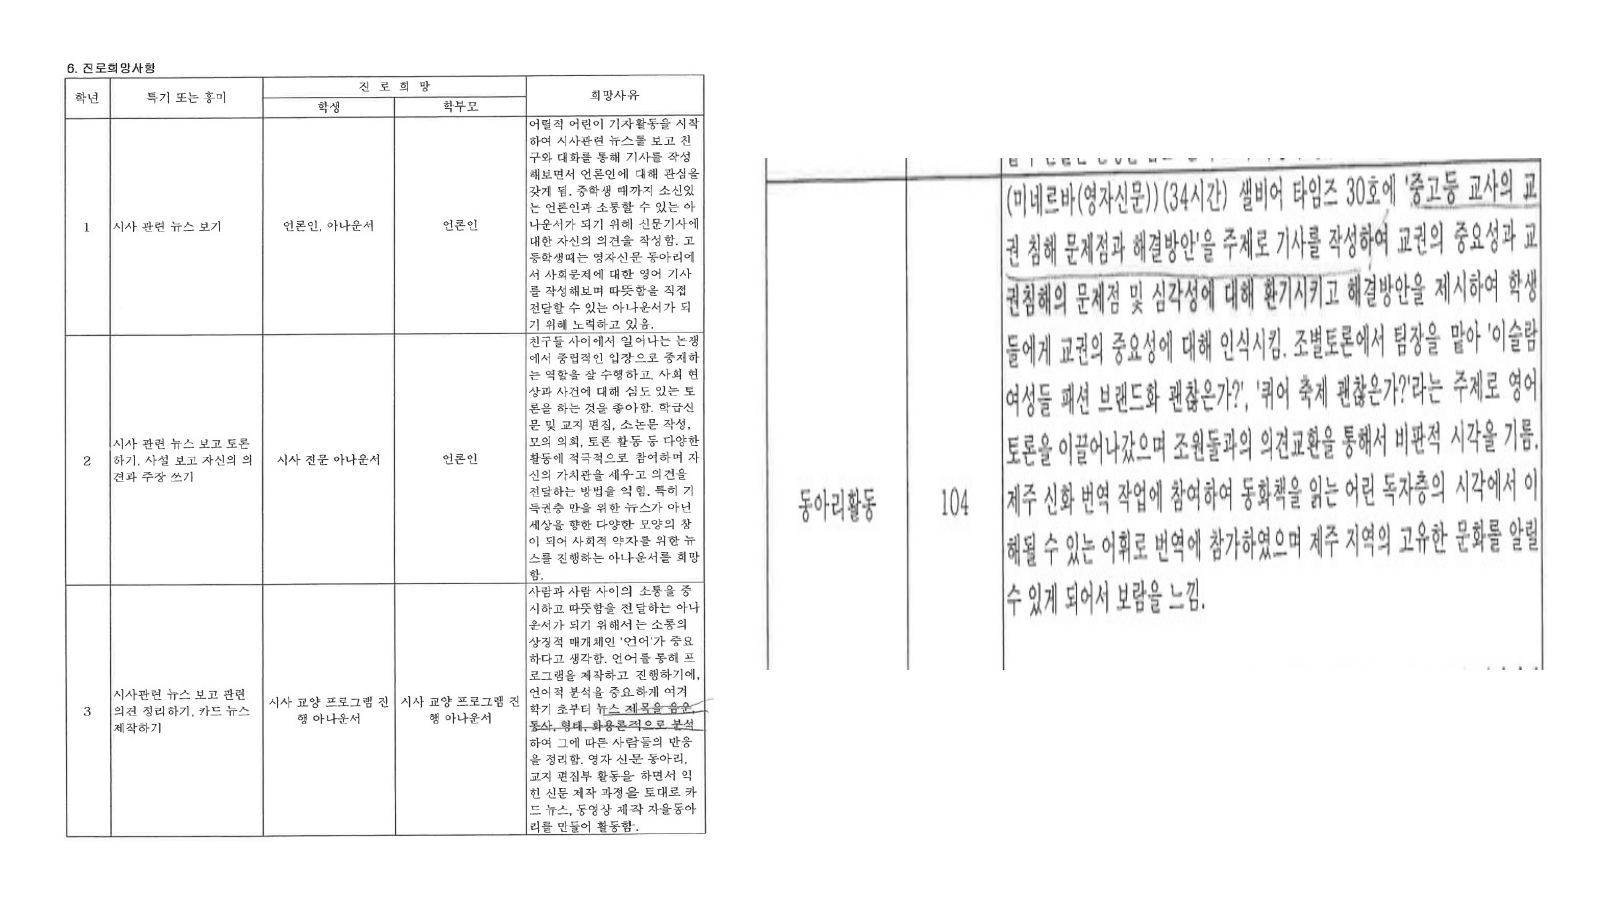 6. 진로희망사항
학년
특기 또는 흥미
진 로 희 망
희망사유
학생
학부모
1
시사 관련 뉴스 보기
언론인, 아나운서
언론인
어릴적 어린이 기자활동을 시작
하여 시사관련 뉴스를 보고 친
구와 대화를 통해 기사를 작성
해보면서 언론인에 대해 관심을
갖게 됨. 중학생 때까지 소신있
는 언론인과 소통할 수 있는 아
나운서가 되기 위해 신문기사에
대한 자신의 의견을 작성함. 고
등학생때는 영자신문 동아리에
서 사회문제에 대한 영어 기사
를 작성해보며 따뜻함을 직접
전달할 수 있는 아나운서가 되
기 위해 노력하고 있음.
2
시사 관련 뉴스 보고 토론
하기, 사설 보고 자신의 의
견과 주장 쓰기
시사 전문 아나운서
언론인
친구들 사이에서 일어나는 논쟁
에서 중립적인 입장으로 중재하
는 역할을 잘 수행하고, 사회 현
상과 사건에 대해 심도 있는 토
론을 하는 것을 좋아함. 학급신
문 및 교지 편집, 소논문 작성,
모의 의회, 토론 활동 등 다양한
활동에 적극적으로 참여하며 자
신의 가치관을 세우고 의견을
전달하는 방법을 익힘. 특히 기
득권층 만을 위한 뉴스가 아닌
세상을 향한 다양한 모양의 창
이 되어 사회적 약자를 위한 뉴
스를 진행하는 아나운서를 희망
함.
3
시사관련 뉴스 보고 관련
의견 정리하기, 카드 뉴스
제작하기
시사 교양 프로그램 진
행 아나운서
시사 교양 프로그램 진
행 아나운서
사람과 사람 사이의 소통을 중
시하고 따뜻함을 전달하는 아나
운서가 되기 위해서는 소통의
상징적 매개체인 '언어'가 중요
하다고 생각함. 언어를 통해 프
로그램을 제작하고 진행하기에,
언어적 분석을 중요하게 여겨
학기 초부터 뉴스 제목을 음운,
통사, 형태, 화용론적으로 분석
하여 그에 따른 사람들의 반응
을 정리함. 영자 신문 동아리,
교지 편집부 활동을 하면서 익
힌 신문 제작 과정을 토대로 카
드 뉴스, 동영상 제작 자율동아
리를 만들어 활동함.
동아리활동
104
(미네르바(영자신문))(34시간) 샐비어 타임즈 30호에 '중고등 교사의 교
권 침해 문제점과 해결방안'을 주제로 기사를 작성하여 교권의 중요성과 교
권침해의 문제점 및 심각성에 대해 환기시키고 해결방안을 제시하여 학생
들에게 교권의 중요성에 대해 인식시킴. 조별토론에서 팀장을 맡아 '이슬람
여성들 패션 브랜드화 괜찮은가?', '퀴어 축제 괜찮은가?'라는 주제로 영어
토론을 이끌어나갔으며 조원들과의 의견교환을 통해서 비판적 시각을 기름.
제주 신화 번역 작업에 참여하여 동화책을 읽는 어린 독자층의 시각에서 이
해될 수 있는 어휘로 번역에 참가하였으며 제주 지역의 고유한 문화를 알릴
수 있게 되어서 보람을 느낌.